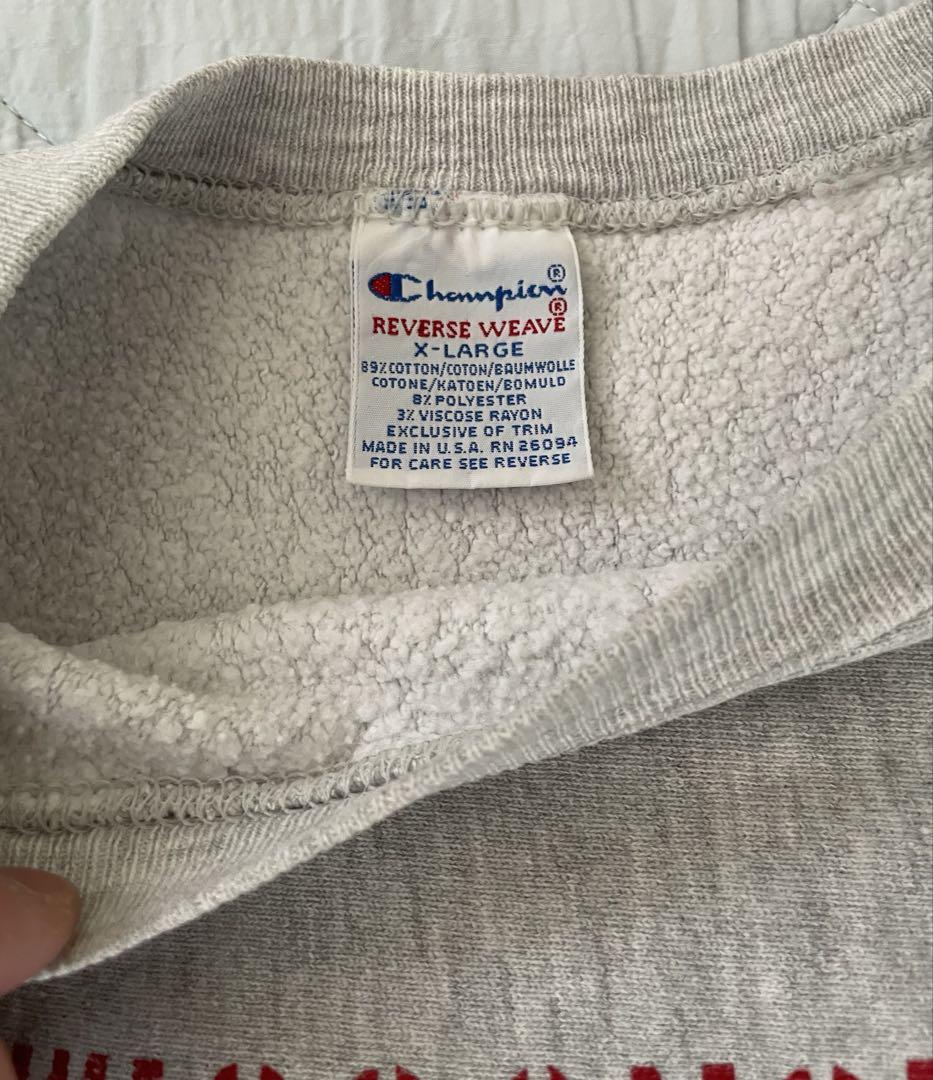 Champion®
REVERSE WEAVE®
X-LARGE
89%COTTON/COTON/BAUMWOLLE
COTONE/KATOEN/BOMULD
8% POLYESTER
3% VISCOSE RAYON
EXCLUSIVE OF TRIM
MADE IN U.S.A. RN 26094
FOR CARE SEE REVERSE